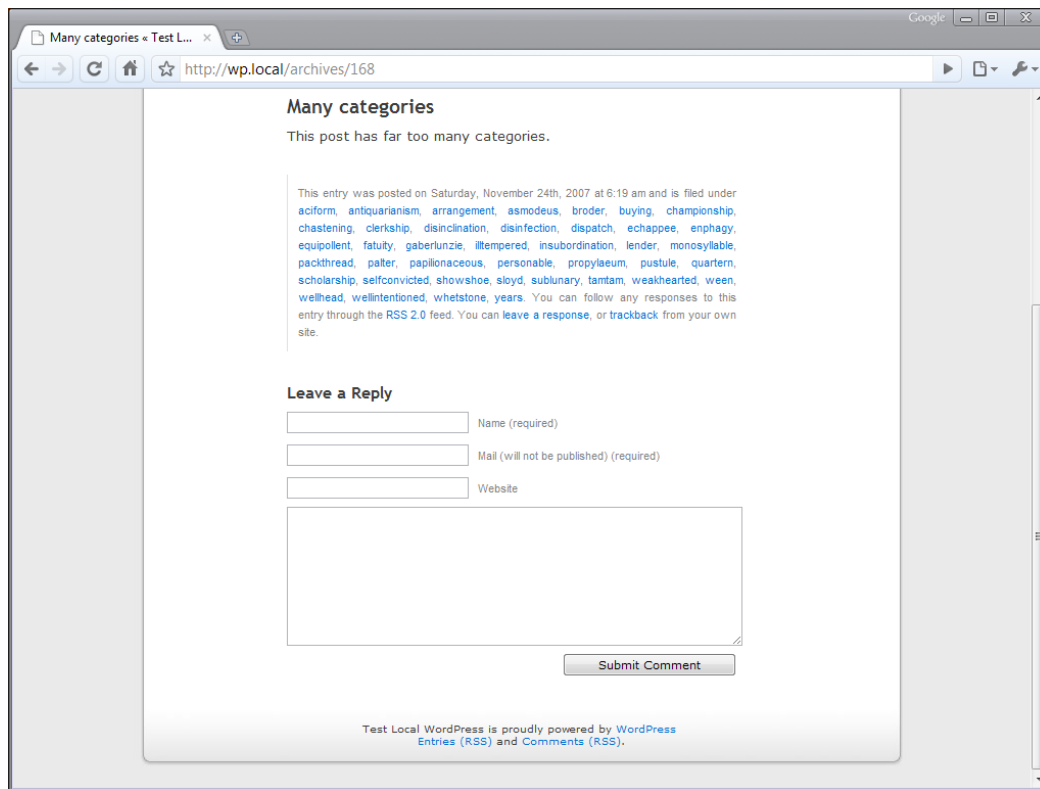 Google
Many categories « Test L...
http://wp.local/archives/168
Many categories
This post has far too many categories.
This entry was posted on Saturday, November 24th, 2007 at 6:19 am and is filed under
aciform, antiquarianism, arrangement, asmodeus, broder, buying, championship,
chastening, clerkship, disinclination, disinfection, dispatch, echappee, enphagy,
equipollent, fatuity, gaberlunzie, illtempered, insubordination, lender, monosyllable,
packthread, palter, papilionaceous, personable, propylaeum, pustule, quartern,
scholarship, selfconvicted, showshoe, sloyd, sublunary, tamtam, weakhearted, ween,
wellhead, wellintentioned, whetstone, years. You can follow any responses to this
entry through the RSS 2.0 feed. You can leave a response, or trackback from your own
site.
Leave a Reply
Name (required)
Mail (will not be published) (required)
Website
Submit Comment
Test Local WordPress is proudly powered by WordPress
Entries (RSS) and Comments (RSS).